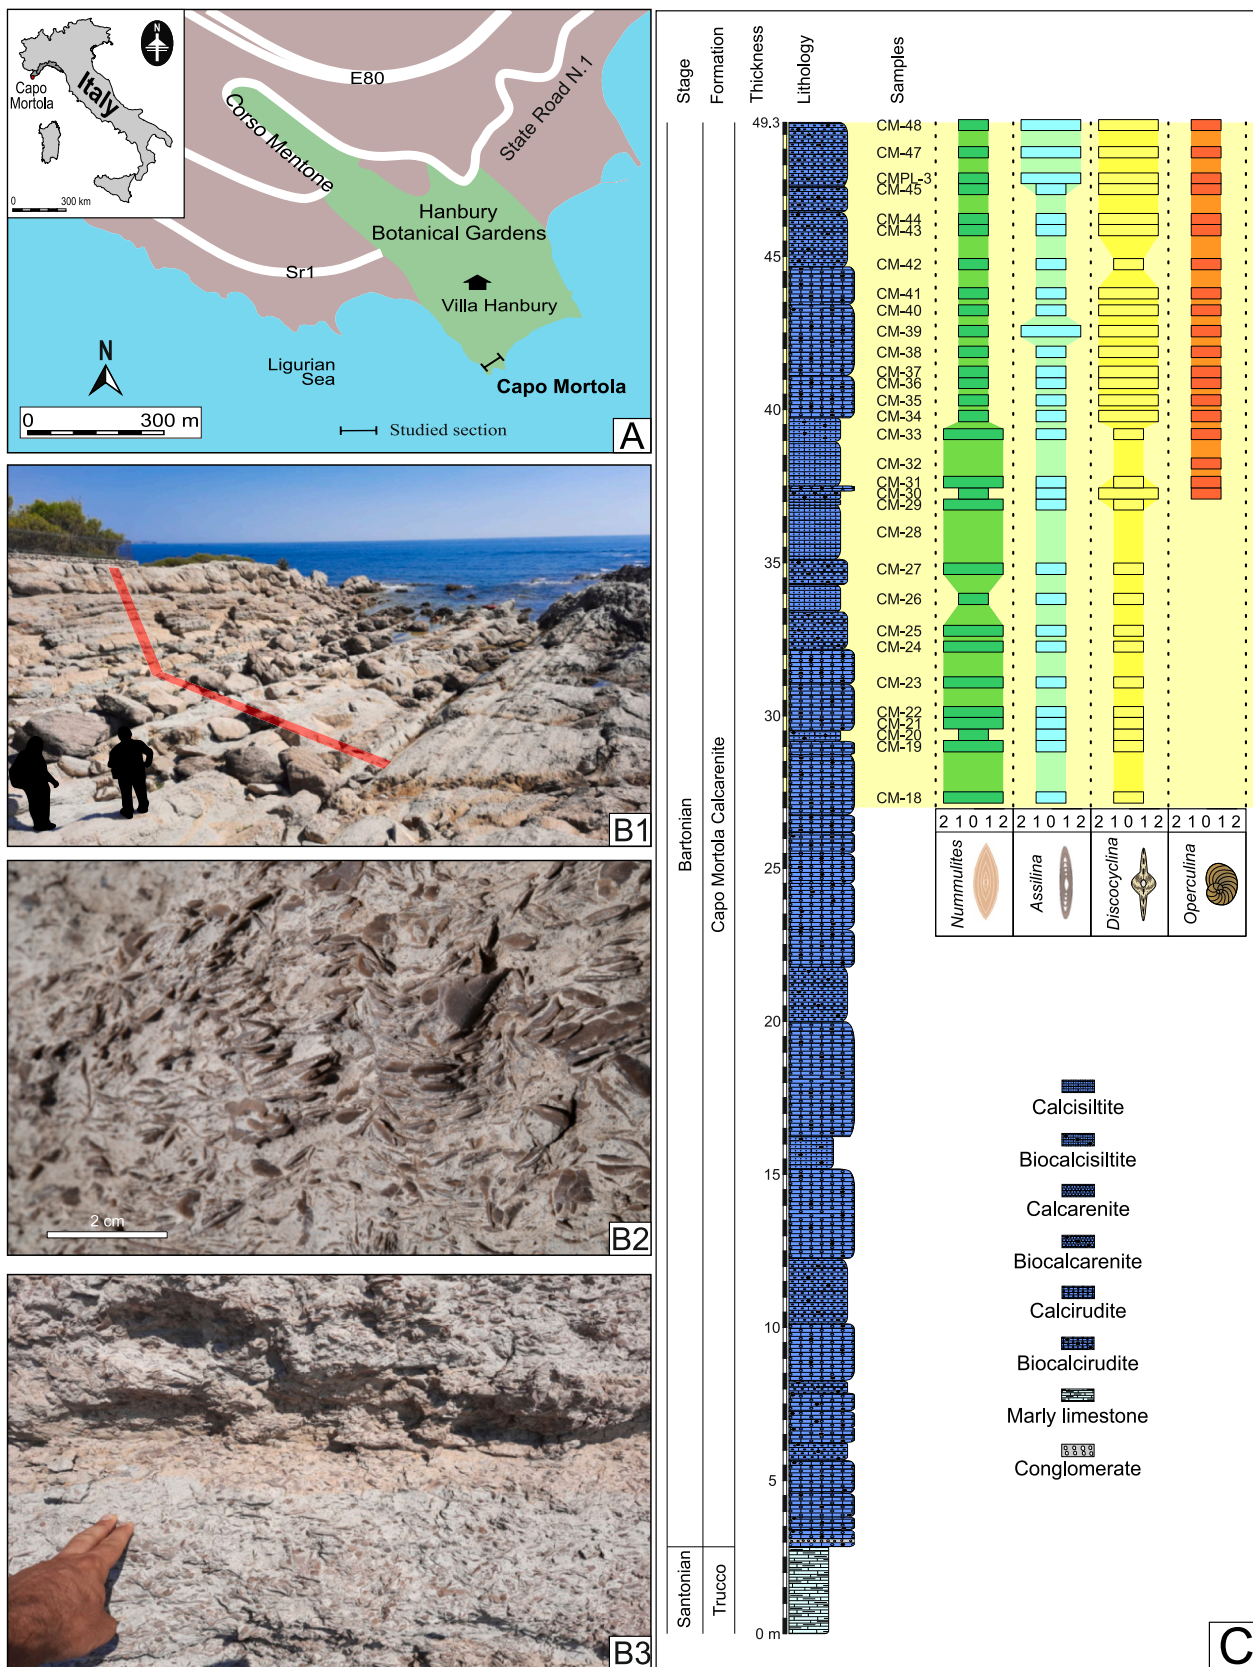 N
Capo
Mortola
Italy
0 300 km
E80
Corso Mentone
State Road N.1
Hanbury
Botanical Gardens
Sr1
Villa Hanbury
N
Ligurian
Sea
Capo Mortola
0 300 m
Studied section
A
B1
2 cm
B2
B3
Stage
Formation
Thickness
Lithology
Samples
49.3
45
40
35
30
25
20
15
10
5
0 m
Bartonian
Santonian
Capo Mortola Calcarenite
Trucco
CM-48
CM-47
CMPL-3
CM-45
CM-44
CM-43
CM-42
CM-41
CM-40
CM-39
CM-38
CM-37
CM-36
CM-35
CM-34
CM-33
CM-32
CM-31
CM-30
CM-29
CM-28
CM-27
CM-26
CM-25
CM-24
CM-23
CM-22
CM-21
CM-20
CM-19
CM-18
2 1 0 1 2 2 1 0 1 2 2 1 0 1 2 2 1 0 1 2
Nummulites
Assilina
Discocyclina
Operculina
Calcisiltite
Biocalcisiltite
Calcarenite
Biocalcarenite
Calcirudite
Biocalcirudite
Marly limestone
Conglomerate
C